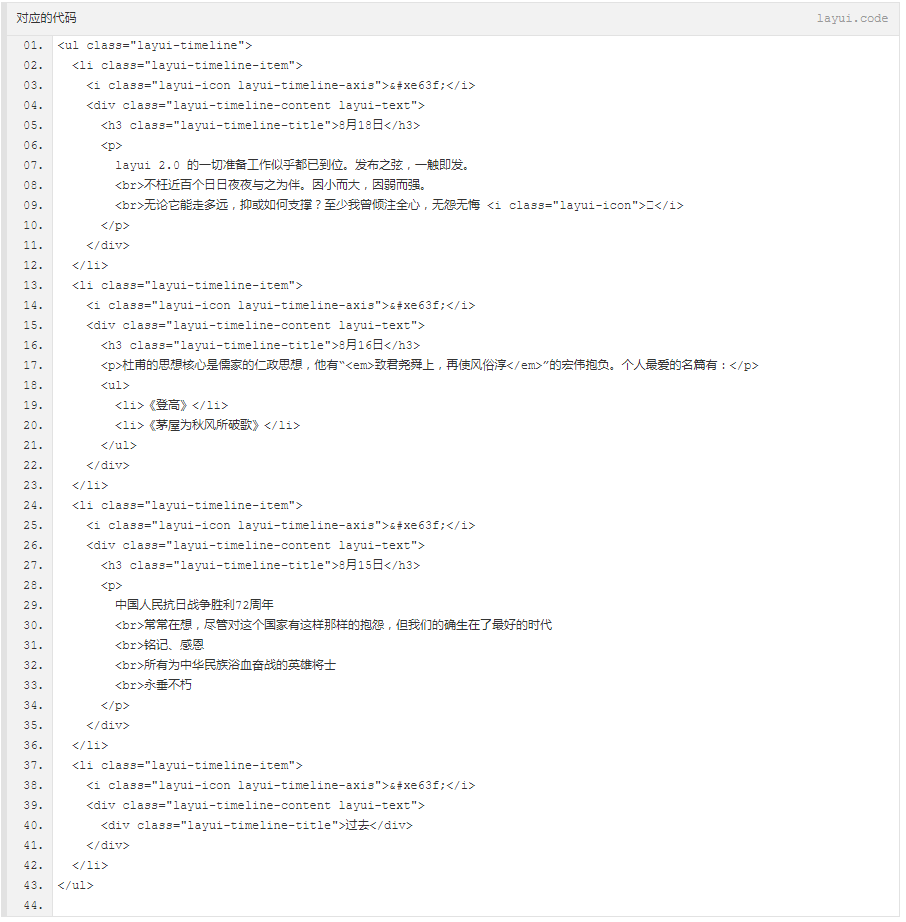 对应的代码 layui.code
01. <ul class="layui-timeline">
02. <li class="layui-timeline-item">
03. <i class="layui-icon layui-timeline-axis">&#xe63f;</i>
04. <div class="layui-timeline-content layui-text">
05. <h3 class="layui-timeline-title">8月18日</h3>
06. <p>
07. layui 2.0 的一切准备工作似乎都已到位。发布之弦，一触即发。
08. <br>不枉近百个日日夜夜与之为伴。因小而大，因弱而强。
09. <br>无论它能走多远，抑或如何支撑？至少我曾倾注全心，无怨无悔 <i class="layui-icon"></i>
10. </p>
11. </div>
12. </li>
13. <li class="layui-timeline-item">
14. <i class="layui-icon layui-timeline-axis">&#xe63f;</i>
15. <div class="layui-timeline-content layui-text">
16. <h3 class="layui-timeline-title">8月16日</h3>
17. <p>杜甫的思想核心是儒家的仁政思想，他有“<em>致君尧舜上，再使风俗淳</em>”的宏伟抱负。个人最爱的名篇有：</p>
18. <ul>
19. <li>《登高》</li>
20. <li>《茅屋为秋风所破歌》</li>
21. </ul>
22. </div>
23. </li>
24. <li class="layui-timeline-item">
25. <i class="layui-icon layui-timeline-axis">&#xe63f;</i>
26. <div class="layui-timeline-content layui-text">
27. <h3 class="layui-timeline-title">8月15日</h3>
28. <p>
29. 中国人民抗日战争胜利72周年
30. <br>常常在想，尽管对这个国家有这样那样的抱怨，但我们的确生在了最好的时代
31. <br>铭记、感恩
32. <br>所有为中华民族浴血奋战的英雄将士
33. <br>永垂不朽
34. </p>
35. </div>
36. </li>
37. <li class="layui-timeline-item">
38. <i class="layui-icon layui-timeline-axis">&#xe63f;</i>
39. <div class="layui-timeline-content layui-text">
40. <div class="layui-timeline-title">过去</div>
41. </div>
42. </li>
43. </ul>
44.